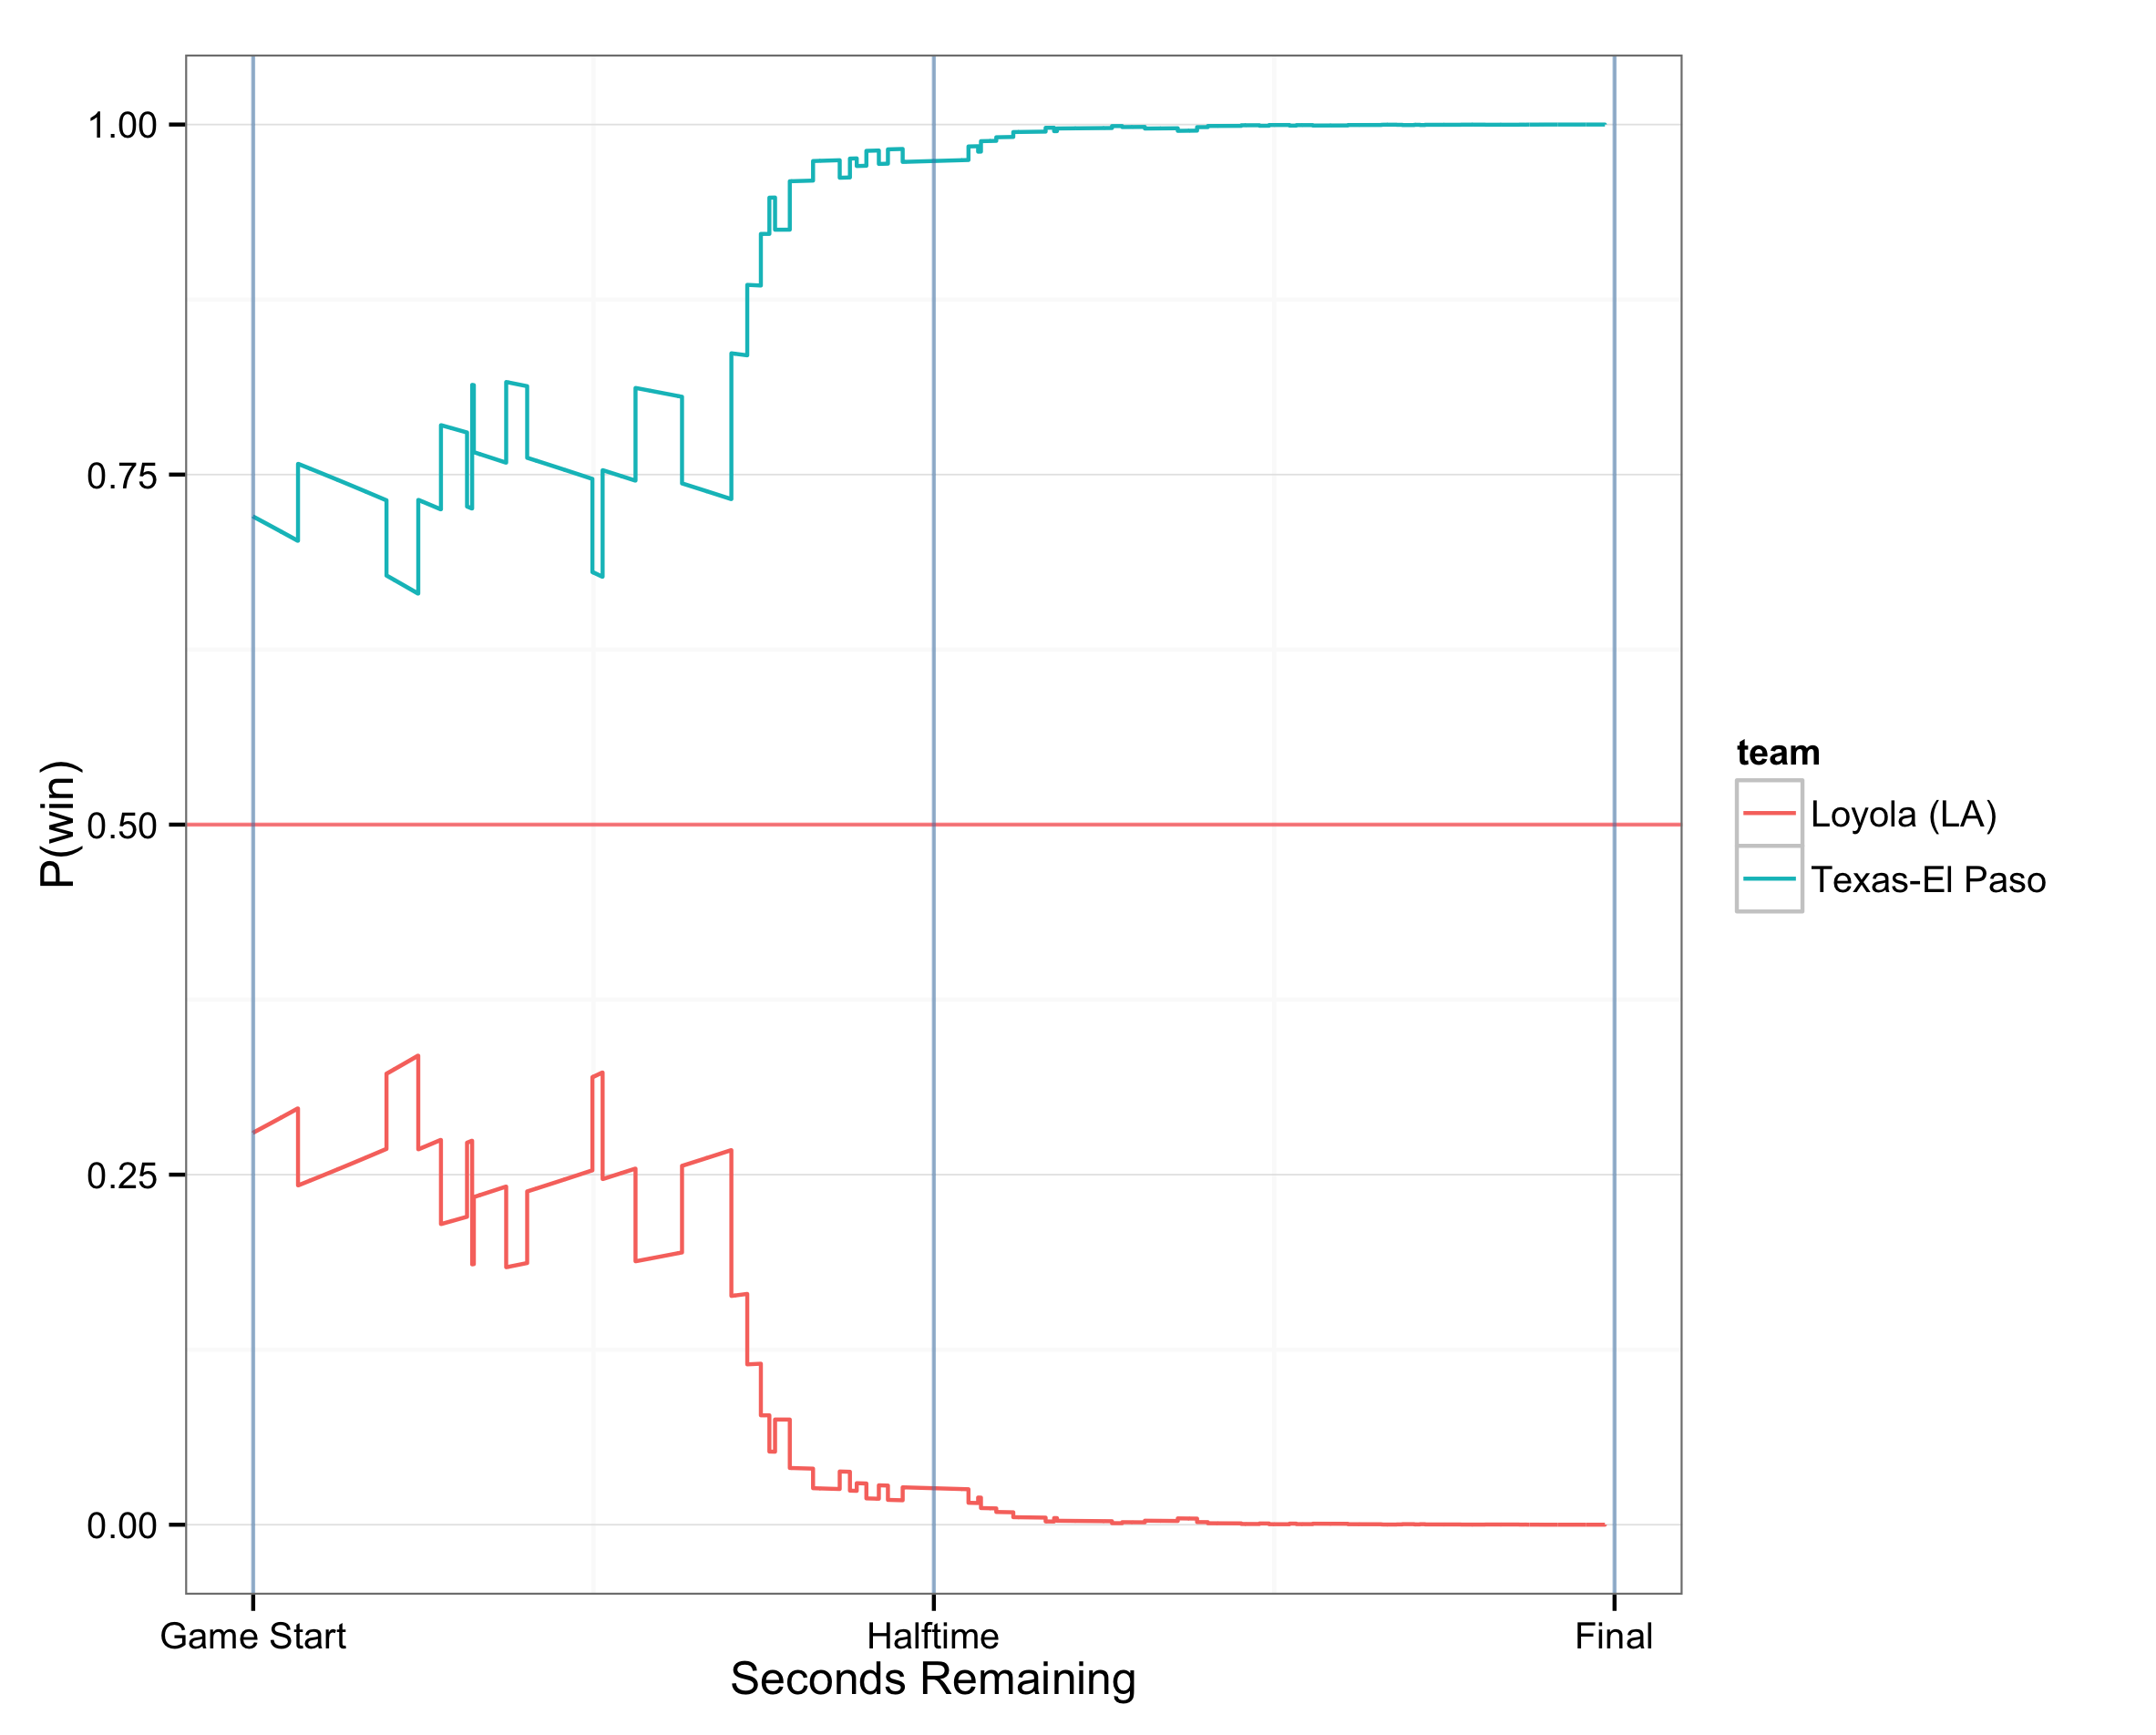 P(win)
1.00
0.75
0.50
0.25
0.00
Game Start
Halftime
Final
Seconds Remaining
team
Loyola (LA)
Texas-El Paso